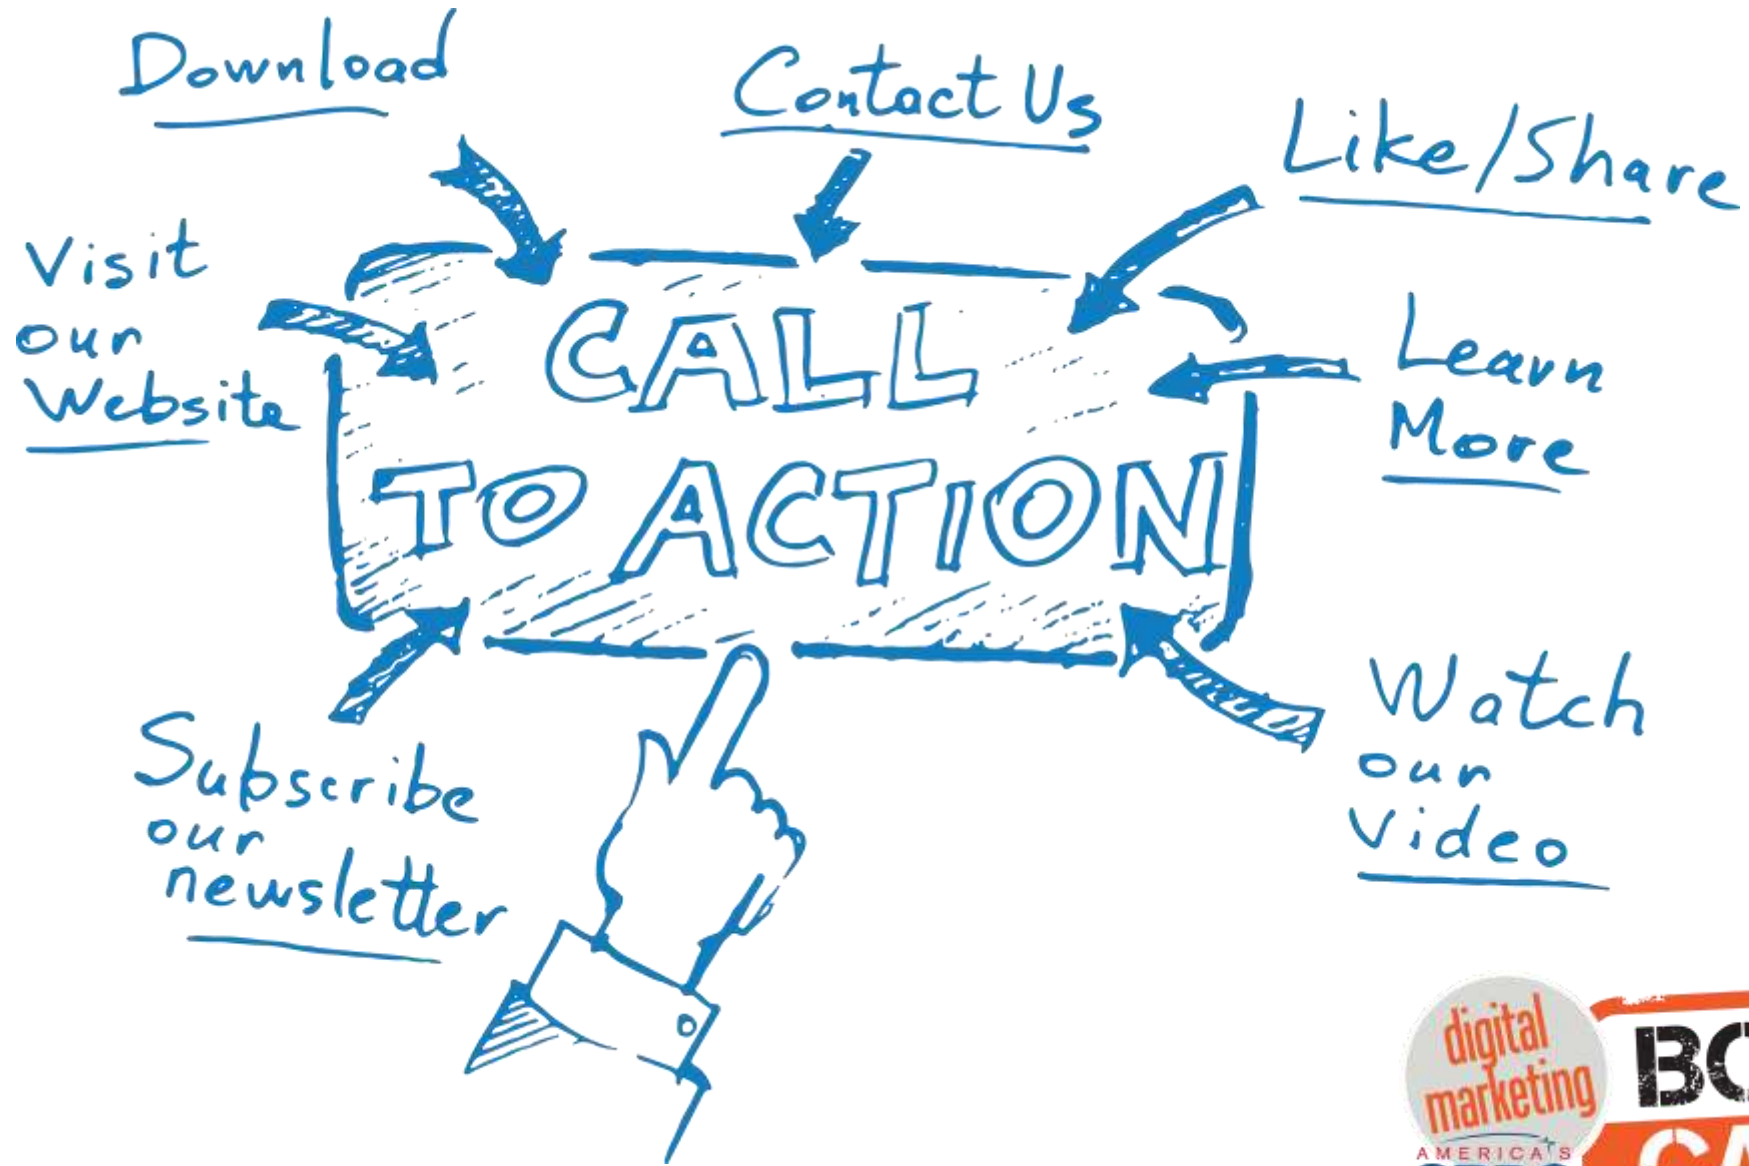 Download
Contact Us
Like/Share
Visit
our
Website
CALL
TO ACTION
Learn
More
Subscribe
our
newsletter
Watch
our
Video
digital
marketing
AMERICA'S